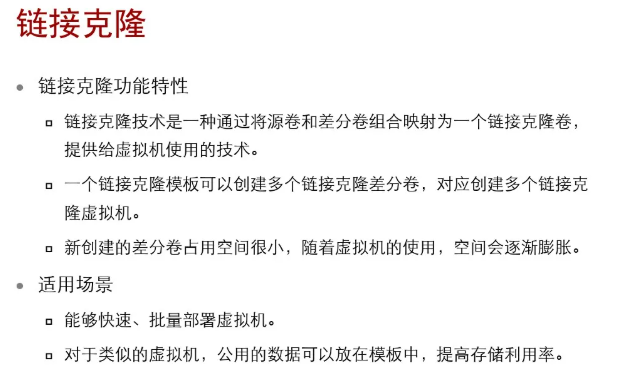 链接克隆
链接克隆功能特性
链接克隆技术是一种通过将源卷和差分卷组合映射为一个链接克隆卷，
提供给虚拟机使用的技术。
一个链接克隆模板可以创建多个链接克隆差分卷，对应创建多个链接克
隆虚拟机。
新创建的差分卷占用空间很小，随着虚拟机的使用，空间会逐渐膨胀。
适用场景
能够快速、批量部署虚拟机。
对于类似的虚拟机，公用的数据可以放在模板中，提高存储利用率。